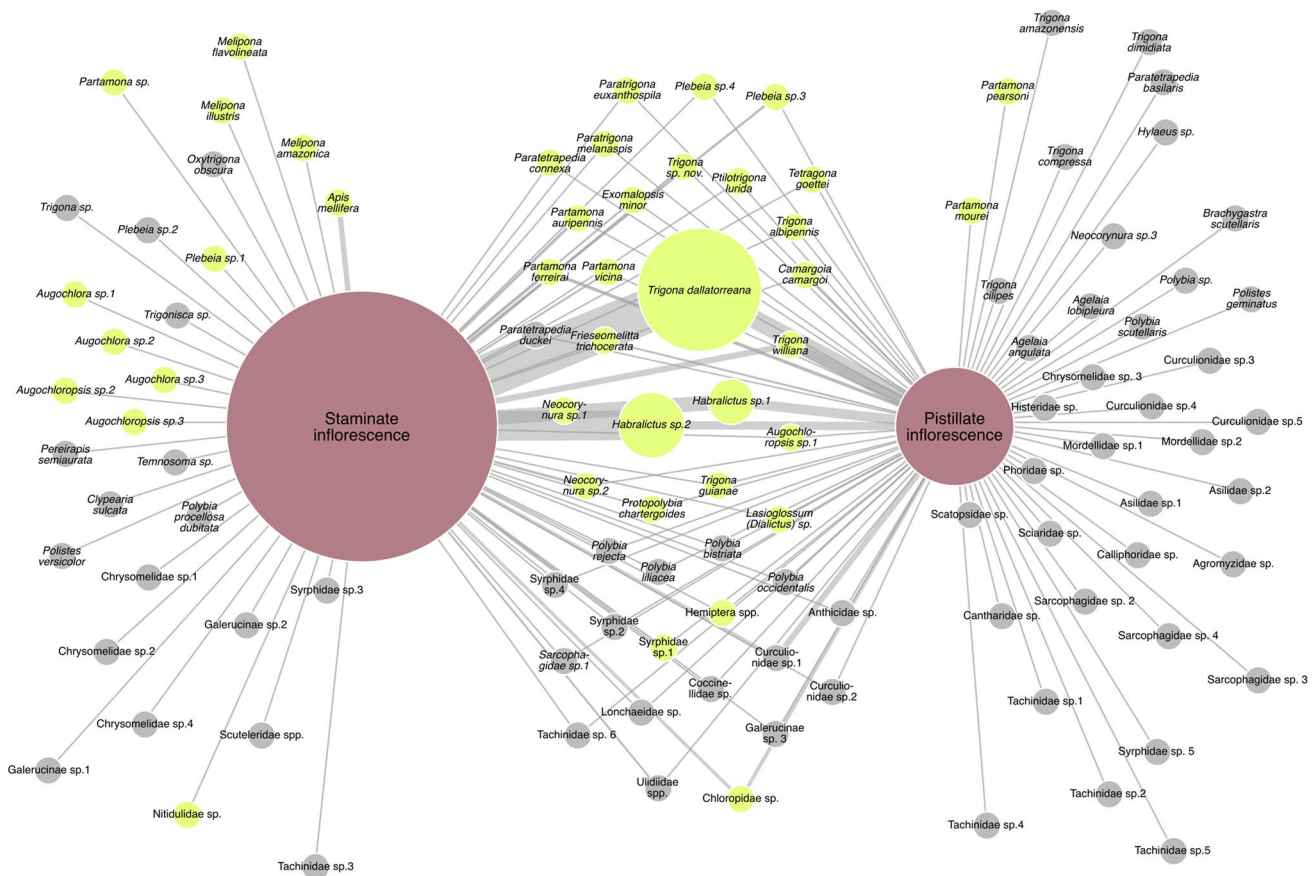 Melipona
flavolineata
Partamona sp.
Melipona
illustris
Melipona
amazonica
Oxytrigona
obscura
Apis
mellifera
Trigona sp.
Plebeia sp.2
Plebeia sp.1
Augochlora sp.1
Trigonisca sp.
Augochlora sp.2
Augochlora sp.3
Augochloropsis sp.2
Augochloropsis sp.3
Pereirapis
semiaurata
Temnosoma sp.
Clypearia
sulcata
Polybia
procellosa
dubitata
Polistes
versicolor
Chrysomelidae sp.1
Syrphidae sp.3
Galerucinae sp.2
Chrysomelidae sp.2
Chrysomelidae sp.4
Scuteleridae spp.
Galerucinae sp.1
Nitidulidae sp.
Tachinidae sp.3
Staminate
inflorescence
Paratrigona
euxanthospila
Plebeia sp.4
Plebeia sp.3
Paratrigona
melanaspis
Paratetrapedia
connexa
Trigona
sp. nov.
Ptilotrigona
lurida
Tetragona
goettei
Exomalopsis
minor
Partamona
auripennis
Trigona
albipennis
Partamona
ferreirai
Partamona
vicina
Trigona dallatorreana
Camargoia
camargoi
Paratetrapedia
duckei
Frieseomelitta
trichocerata
Trigona
williana
Neocory-
nura sp.1
Habralictus sp.1
Habralictus sp.2
Augochlo-
ropsis sp.1
Neocory-
nura sp.2
Trigona
guianae
Protopolybia
chartergoides
Lasioglossum
(Dialictus) sp.
Polybia
rejecta
Polybia
bistriata
Polybia
liliacea
Polybia
occidentalis
Syrphidae
sp.4
Hemiptera spp.
Anthicidae sp.
Syrphidae
sp.2
Syrphidae
sp.1
Sarcopha-
gidae sp.1
Curculio-
nidae sp.1
Coccine-
llidae sp.
Curculio-
nidae sp.2
Lonchaeidae sp.
Tachinidae sp. 6
Galerucinae
sp. 3
Ulidiidae
spp.
Chloropidae sp.
Pistillate
inflorescence
Trigona
amazonensis
Trigona
dimidiata
Partamona
pearsoni
Paratetrapedia
basilaris
Hylaeus sp.
Trigona
compressa
Partamona
mourei
Brachygastra
scutellaris
Neocorynura sp.3
Trigona
cilipes
Polybia sp.
Agelaia
lobipleura
Polistes
geminatus
Polybia
scutellaris
Agelaia
angulata
Curculionidae sp.3
Chrysomelidae sp. 3
Histeridae sp.
Curculionidae sp.4
Curculionidae sp.5
Mordellidae sp.1
Mordellidae sp.2
Phoridae sp.
Asilidae sp.2
Asilidae sp.1
Scatopsidae sp.
Sciaridae sp.
Calliphoridae sp.
Agromyzidae sp.
Sarcophagidae sp. 2
Cantharidae sp.
Sarcophagidae sp. 4
Sarcophagidae sp. 3
Tachinidae sp.1
Syrphidae sp. 5
Tachinidae sp.2
Tachinidae sp.4
Tachinidae sp.5